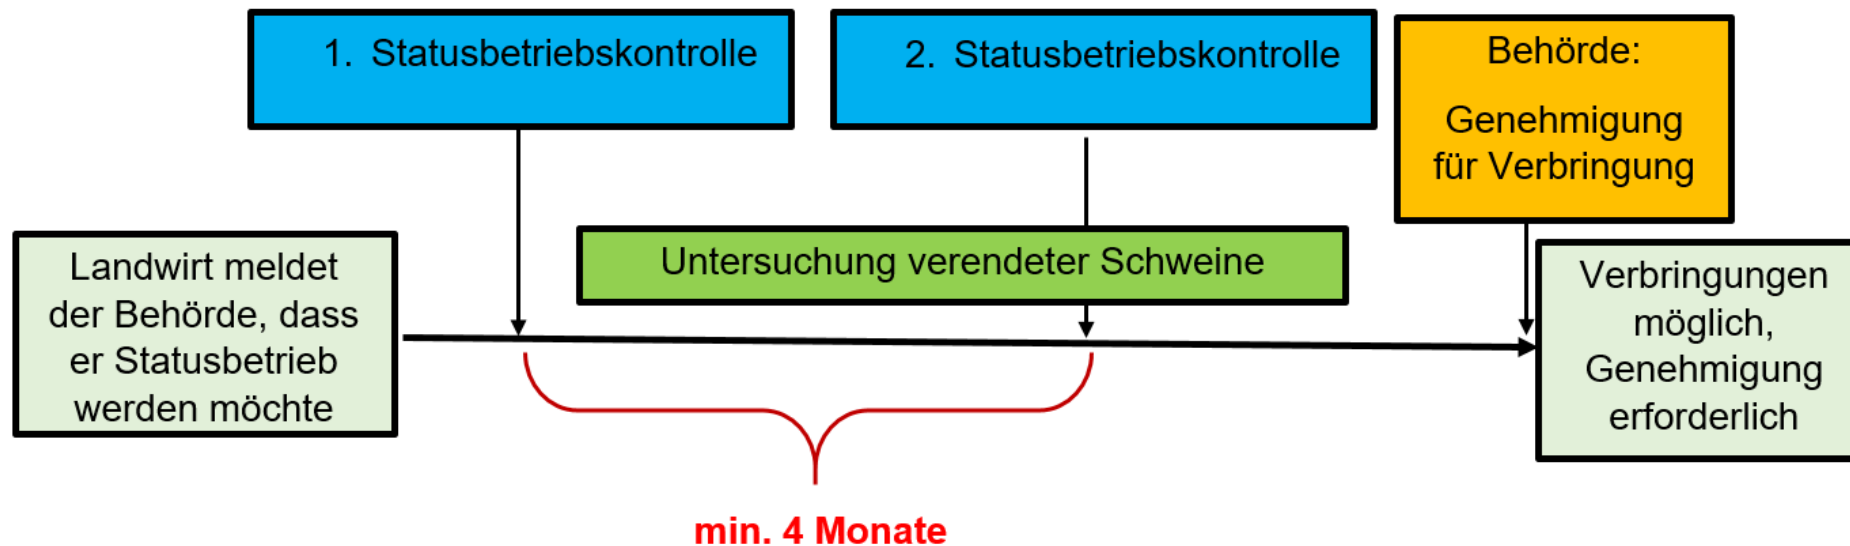 1. Statusbetriebskontrolle
2. Statusbetriebskontrolle
Behörde:
Genehmigung
für Verbringung
Landwirt meldet
der Behörde, dass
er Statusbetrieb
werden möchte
Untersuchung verendeter Schweine
Verbringungen
möglich,
Genehmigung
erforderlich
min. 4 Monate